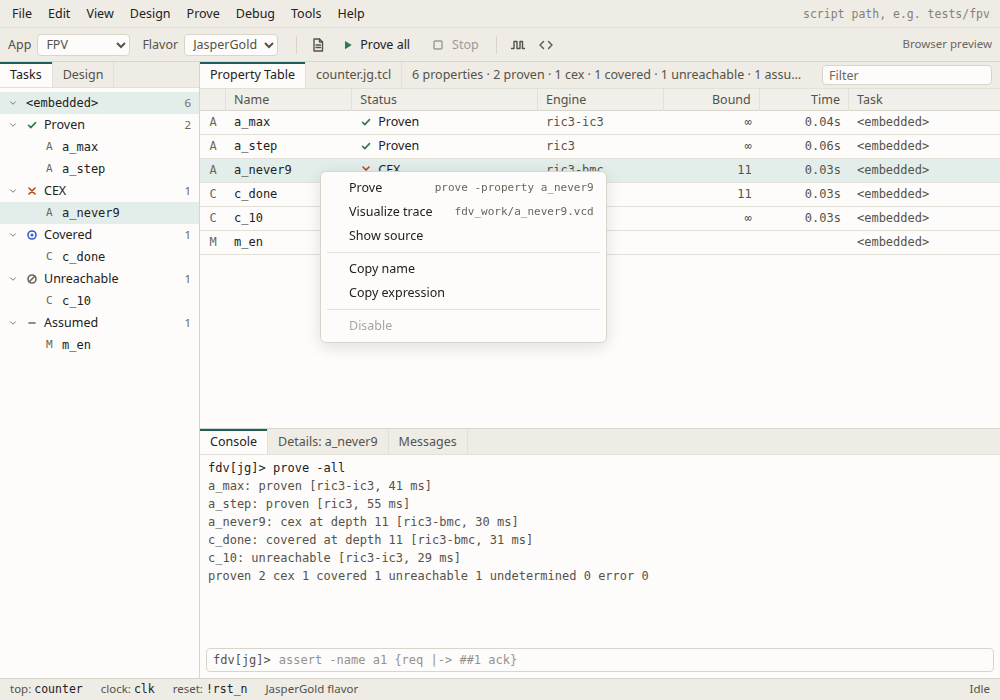 File Edit View Design Prove Debug Tools Help script path, e.g. tests/fpv
App FPV Flavor JasperGold Prove all Stop Browser preview
Tasks Design
<embedded> 6
Proven 2
A a_max
A a_step
CEX 1
A a_never9
Covered 1
C c_done
Unreachable 1
C c_10
Assumed 1
M m_en
Property Table counter.jg.tcl 6 properties · 2 proven · 1 cex · 1 covered · 1 unreachable · 1 assu... Filter
Name Status Engine Bound Time Task
A a_max Proven ric3-ic3 ∞ 0.04s <embedded>
A a_step Proven ric3 ∞ 0.06s <embedded>
A a_never9 CEX ric3-bmc 11 0.03s <embedded>
C c_done 11 0.03s <embedded>
C c_10 ∞ 0.03s <embedded>
M m_en <embedded>
Prove prove -property a_never9
Visualize trace fdv_work/a_never9.vcd
Show source
Copy name
Copy expression
Disable
Console Details: a_never9 Messages
fdv[jg]> prove -all
a_max: proven [ric3-ic3, 41 ms]
a_step: proven [ric3, 55 ms]
a_never9: cex at depth 11 [ric3-bmc, 30 ms]
c_done: covered at depth 11 [ric3-bmc, 31 ms]
c_10: unreachable [ric3-ic3, 29 ms]
proven 2 cex 1 covered 1 unreachable 1 undetermined 0 error 0
fdv[jg]> assert -name a1 {req |-> ##1 ack}
top: counter clock: clk reset: !rst_n JasperGold flavor Idle